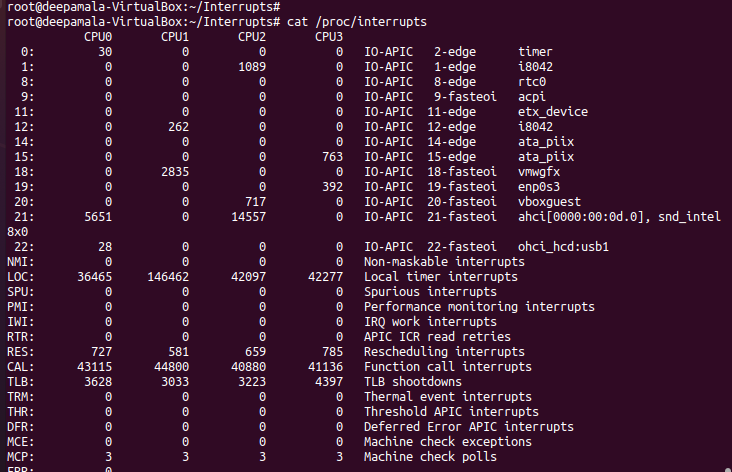 root@deepamala-VirtualBox:~/Interrupts#
root@deepamala-VirtualBox:~/Interrupts# cat /proc/interrupts
           CPU0       CPU1       CPU2       CPU3
  0:         30          0          0          0   IO-APIC   2-edge      timer
  1:          0          0       1089          0   IO-APIC   1-edge      i8042
  8:          0          0          0          0   IO-APIC   8-edge      rtc0
  9:          0          0          0          0   IO-APIC   9-fasteoi   acpi
 11:          0          0          0          0   IO-APIC  11-edge      etx_device
 12:          0        262          0          0   IO-APIC  12-edge      i8042
 14:          0          0          0          0   IO-APIC  14-edge      ata_piix
 15:          0          0          0        763   IO-APIC  15-edge      ata_piix
 18:          0       2835          0          0   IO-APIC  18-fasteoi   vmwgfx
 19:          0          0          0        392   IO-APIC  19-fasteoi   enp0s3
 20:          0          0        717          0   IO-APIC  20-fasteoi   vboxguest
 21:       5651          0      14557          0   IO-APIC  21-fasteoi   ahci[0000:00:0d.0], snd_intel
8x0
 22:         28          0          0          0   IO-APIC  22-fasteoi   ohci_hcd:usb1
NMI:          0          0          0          0   Non-maskable interrupts
LOC:      36465     146462      42097      42277   Local timer interrupts
SPU:          0          0          0          0   Spurious interrupts
PMI:          0          0          0          0   Performance monitoring interrupts
IWI:          0          0          0          0   IRQ work interrupts
RTR:          0          0          0          0   APIC ICR read retries
RES:        727        581        659        785   Rescheduling interrupts
CAL:      43115      44800      40880      41136   Function call interrupts
TLB:       3628       3033       3223       4397   TLB shootdowns
TRM:          0          0          0          0   Thermal event interrupts
THR:          0          0          0          0   Threshold APIC interrupts
DFR:          0          0          0          0   Deferred Error APIC interrupts
MCE:          0          0          0          0   Machine check exceptions
MCP:          3          3          3          3   Machine check polls
ERR:          0